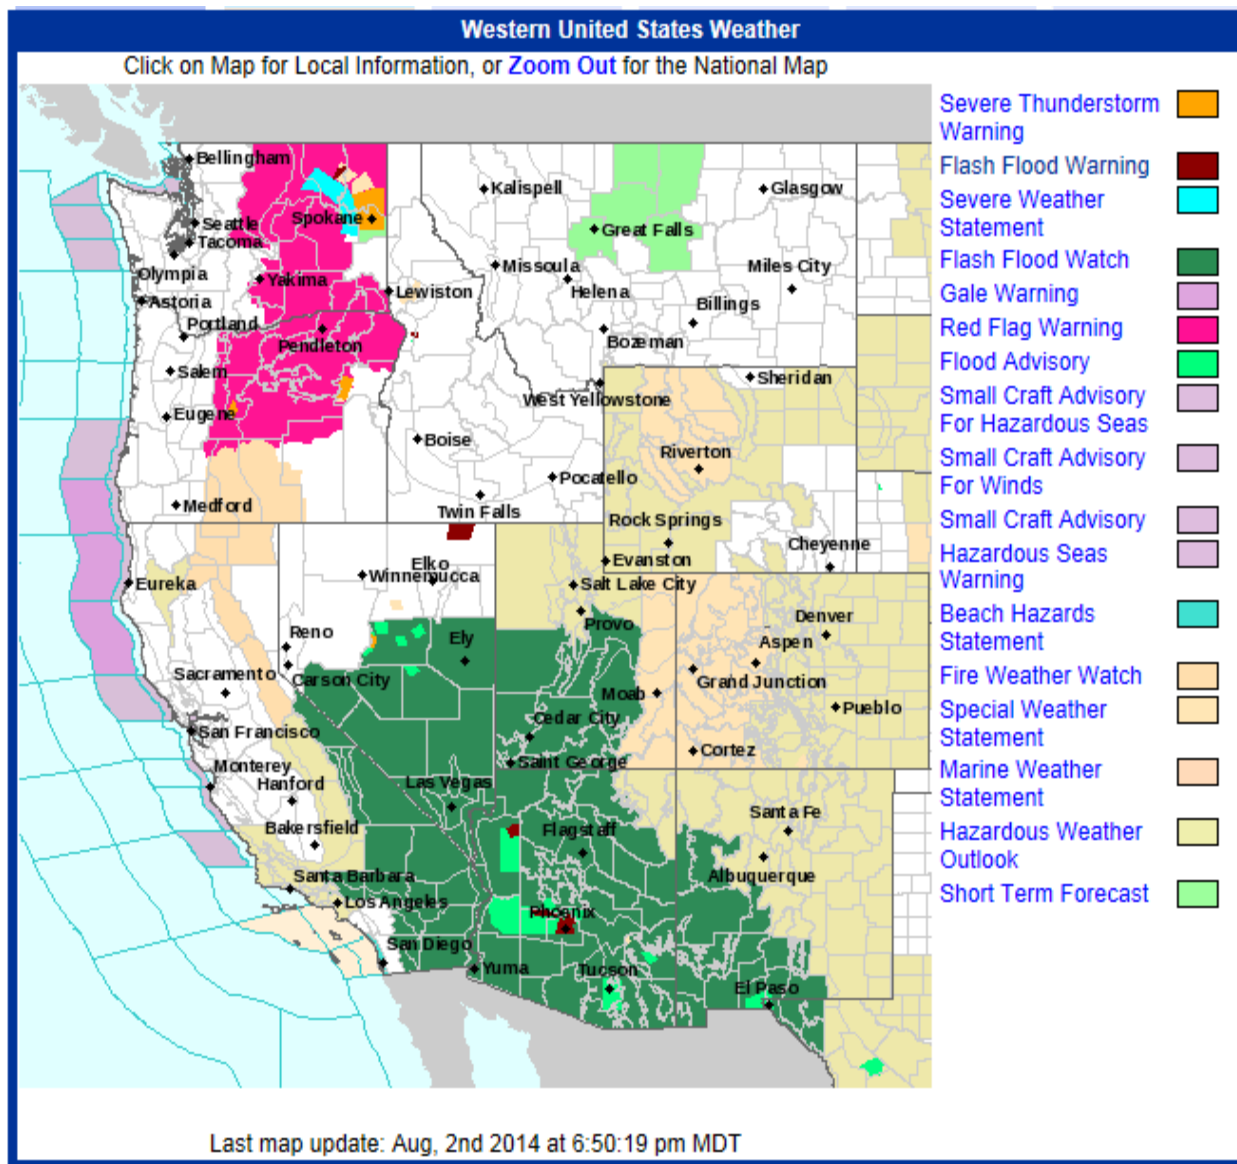 Western United States Weather
Click on Map for Local Information, or Zoom Out for the National Map
Bellingham
Seattle
Tacoma
Olympia
Astoria
Portland
Salem
Eugene
Medford
Spokane
Yakima
Pendleton
Lewiston
Kalispell
Missoula
Great Falls
Helena
Glasgow
Miles City
Billings
Bozeman
West Yellowstone
Sheridan
Boise
Pocatello
Twin Falls
Riverton
Rock Springs
Evanston
Cheyenne
Eureka
Winnemucca
Elko
Salt Lake City
Provo
Reno
Carson City
Ely
Sacramento
San Francisco
Monterey
Hanford
Bakersfield
Santa Barbara
Los Angeles
San Diego
Las Vegas
Cedar City
Saint George
Moab
Denver
Aspen
Grand Junction
Pueblo
Cortez
Flagstaff
Phoenix
Yuma
Tucson
Santa Fe
Albuquerque
El Paso
Severe Thunderstorm
Warning
Flash Flood Warning
Severe Weather
Statement
Flash Flood Watch
Gale Warning
Red Flag Warning
Flood Advisory
Small Craft Advisory
For Hazardous Seas
Small Craft Advisory
For Winds
Small Craft Advisory
Hazardous Seas
Warning
Beach Hazards
Statement
Fire Weather Watch
Special Weather
Statement
Marine Weather
Statement
Hazardous Weather
Outlook
Short Term Forecast
Last map update: Aug, 2nd 2014 at 6:50:19 pm MDT